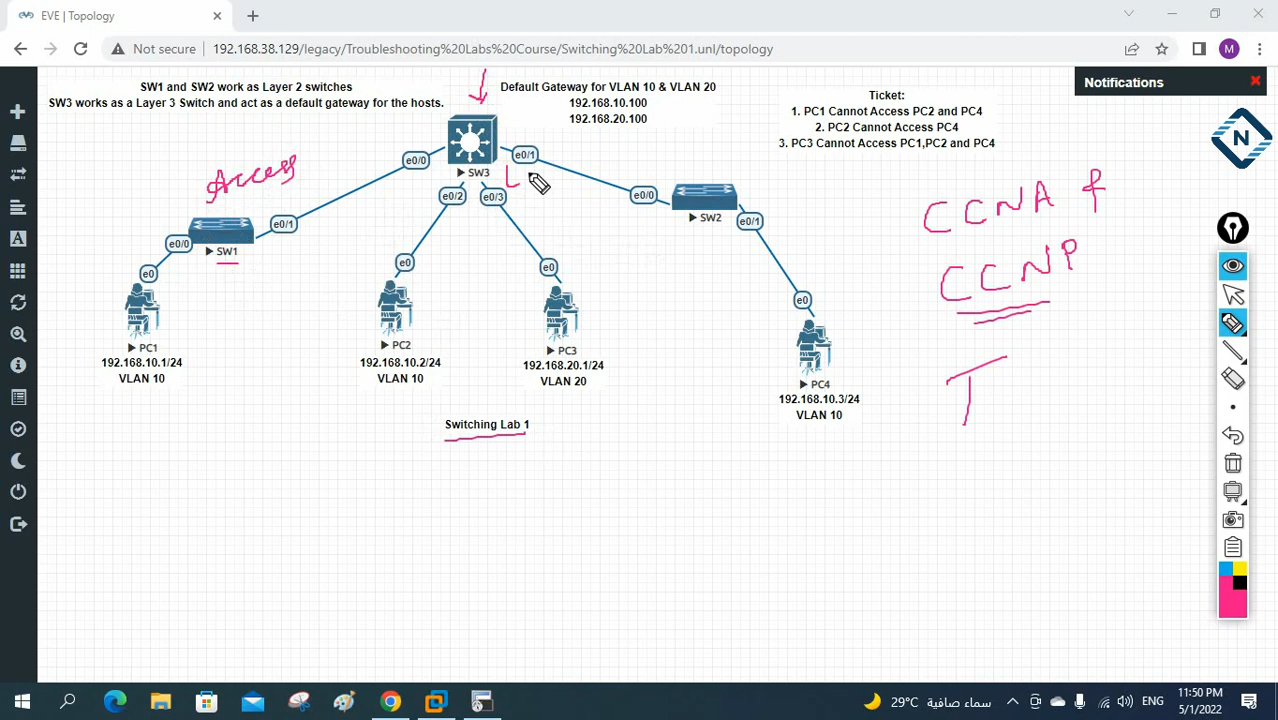 EVE | Topology
Not secure
192.168.38.129/legacy/Troubleshooting%20Labs%20Course/Switching%20Lab%201.unl/topology
M
SW1 and SW2 work as Layer 2 switches
SW3 works as a Layer 3 Switch and act as a default gateway for the hosts.
Default Gateway for VLAN 10 & VLAN 20
192.168.10.100
192.168.20.100
Ticket:
1. PC1 Cannot Access PC2 and PC4
2. PC2 Cannot Access PC4
3. PC3 Cannot Access PC1,PC2 and PC4
Notifications
N
Access
e0/0
e0/1
SW3
L
e0/2
e0/3
e0/0
SW2
e0/1
CCNA &
CCNP
T
e0/0
e0/1
SW1
e0
e0
e0
e0
PC1
192.168.10.1/24
VLAN 10
PC2
192.168.10.2/24
VLAN 10
PC3
192.168.20.1/24
VLAN 20
PC4
192.168.10.3/24
VLAN 10
Switching Lab 1
29°C سماء صافية
ENG
11:50 PM
5/1/2022